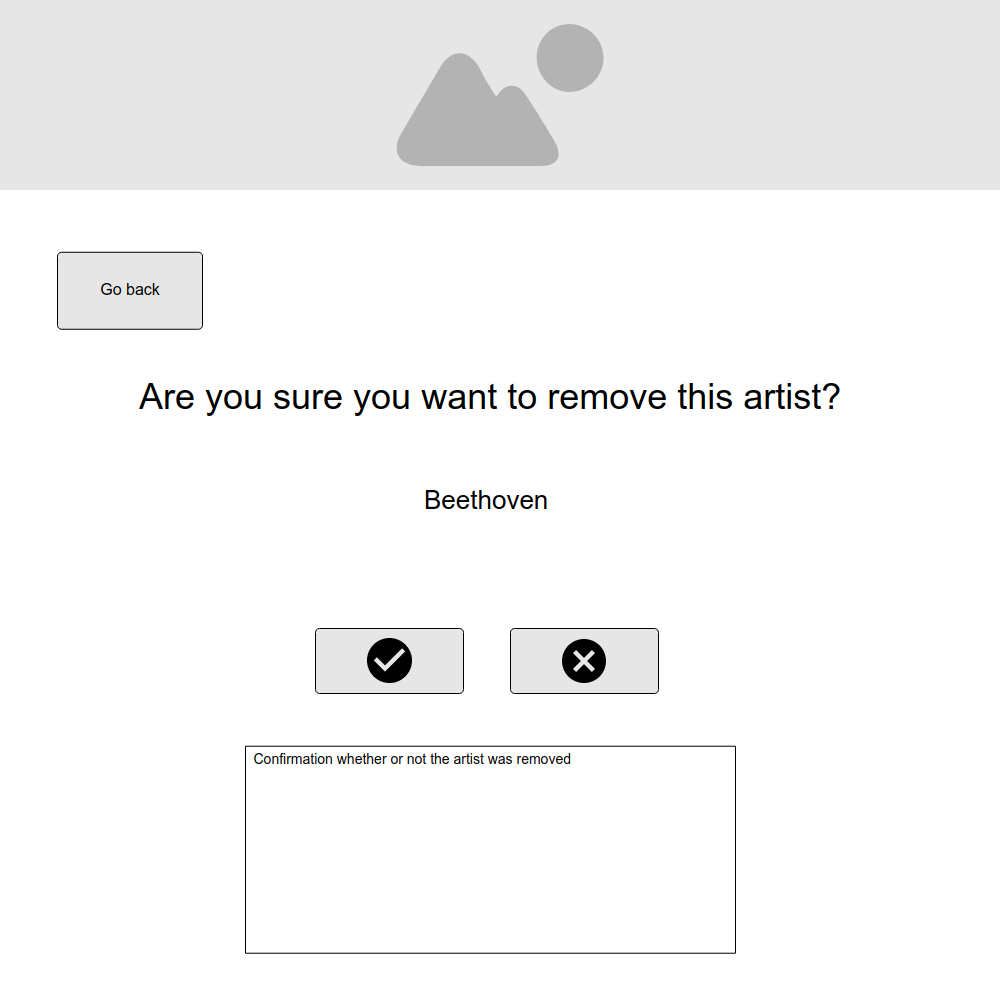 Go back
Are you sure you want to remove this artist?
Beethoven
Confirmation whether or not the artist was removed